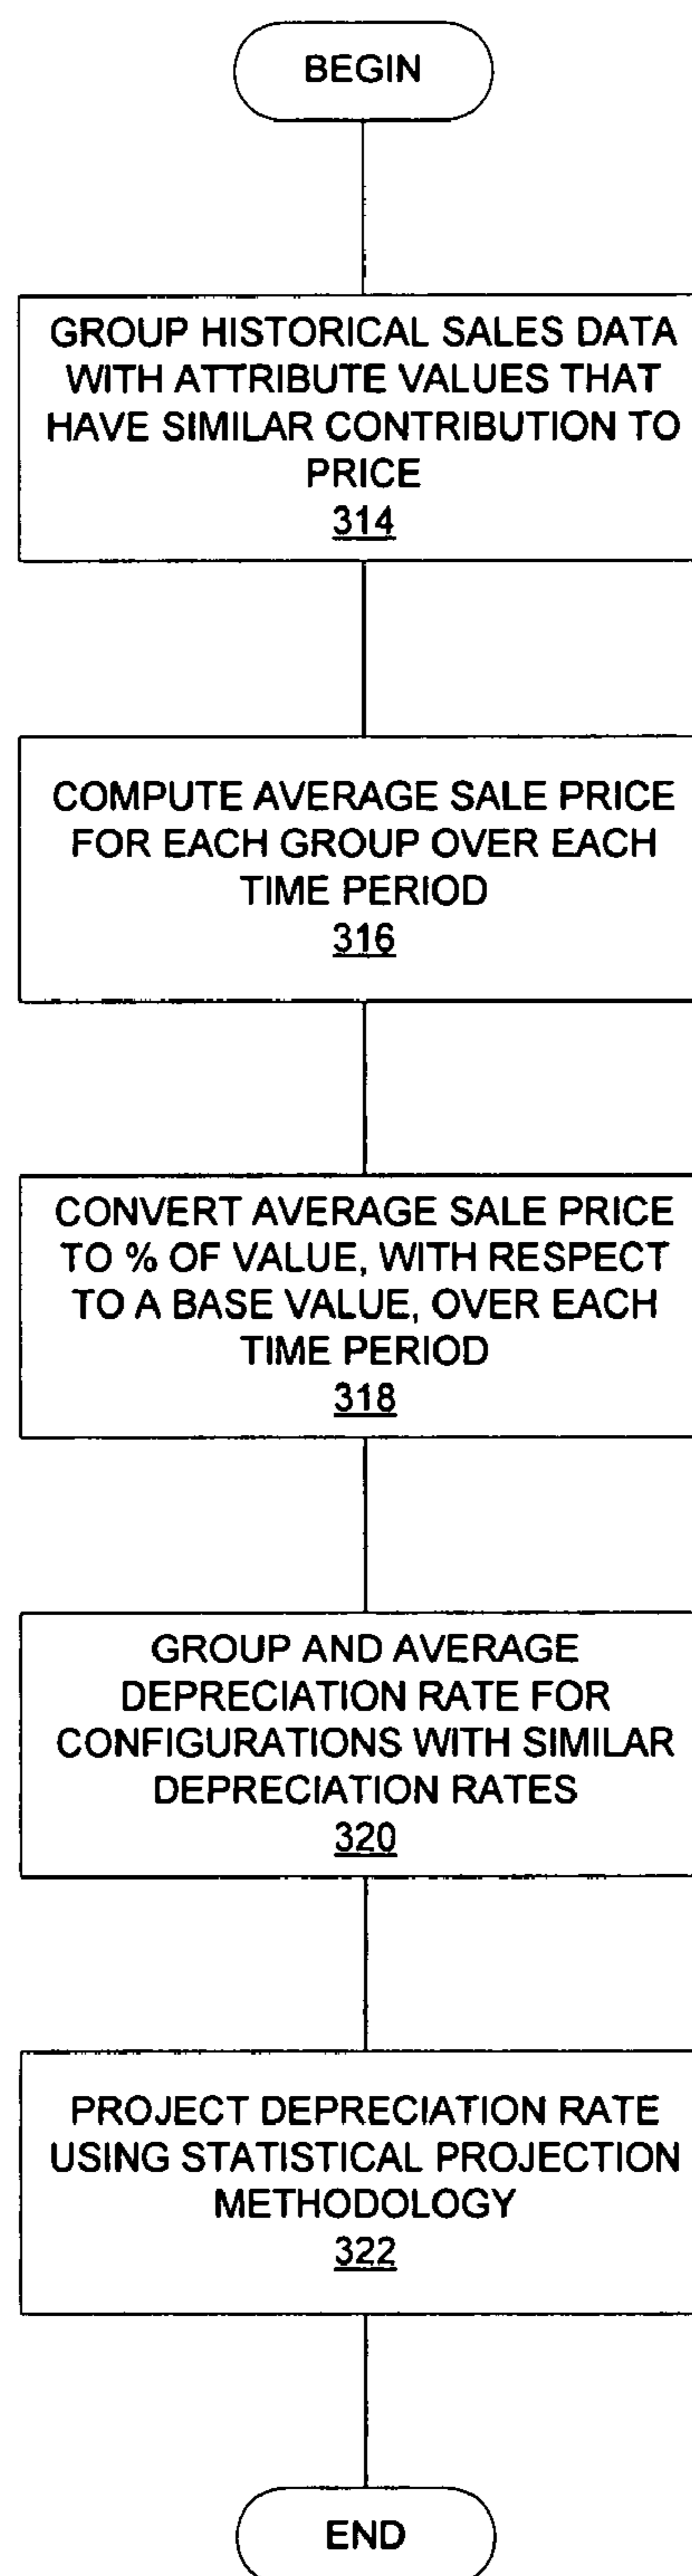 BEGIN
GROUP HISTORICAL SALES DATA
WITH ATTRIBUTE VALUES THAT
HAVE SIMILAR CONTRIBUTION TO
PRICE
314
COMPUTE AVERAGE SALE PRICE
FOR EACH GROUP OVER EACH
TIME PERIOD
316
CONVERT AVERAGE SALE PRICE
TO % OF VALUE, WITH RESPECT
TO A BASE VALUE, OVER EACH
TIME PERIOD
318
GROUP AND AVERAGE
DEPRECIATION RATE FOR
CONFIGURATIONS WITH SIMILAR
DEPRECIATION RATES
320
PROJECT DEPRECIATION RATE
USING STATISTICAL PROJECTION
METHODOLOGY
322
END